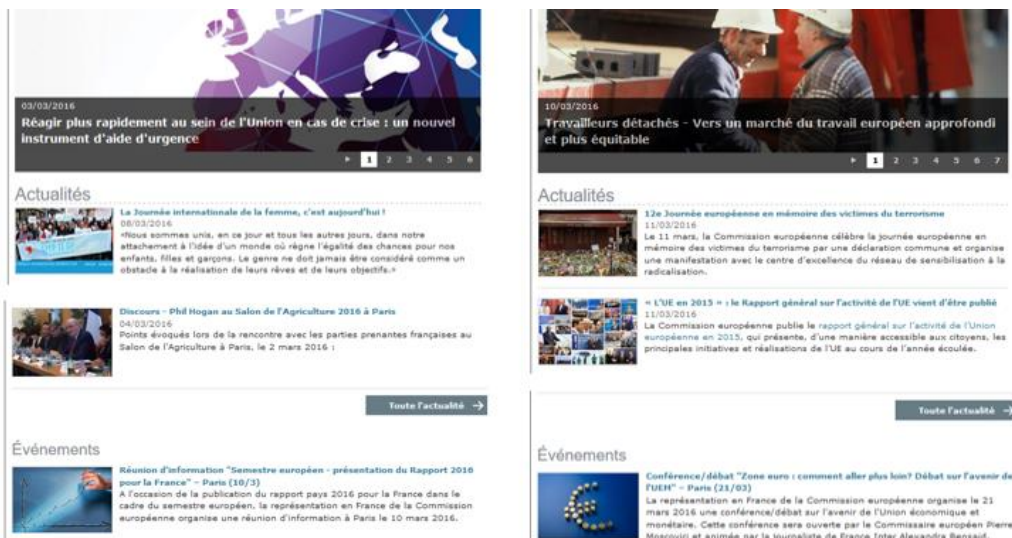 03/03/2016
Réagir plus rapidement au sein de l'Union en cas de crise : un nouvel
instrument d'aide d'urgence
1 2 3 4 5 6
Actualités
La Journée internationale de la femme, c'est aujourd'hui !
08/03/2016
«Nous sommes unis, en ce jour et tous les autres jours, dans notre
attachement à l'idée d'un monde où règne l'égalité des chances pour nos
enfants, filles et garçons. Le genre ne doit jamais être considéré comme un
obstacle à la réalisation de leurs rêves et de leurs objectifs.»
Discours - Phil Hogan au Salon de l'Agriculture 2016 à Paris
04/03/2016
Points évoqués lors de la rencontre avec les parties prenantes françaises au
Salon de l'Agriculture à Paris, le 2 mars 2016 :
Toute l'actualité →
Événements
Réunion d'information "Semestre européen - présentation du Rapport 2016
pour la France" – Paris (10/3)
A l'occasion de la publication du rapport pays 2016 pour la France dans le
cadre du semestre européen, la représentation en France de la Commission
européenne organise une réunion d'information à Paris le 10 mars 2016.
10/03/2016
Travailleurs détachés - Vers un marché du travail européen approfondi
et plus équitable
1 2 3 4 5 6 7
Actualités
12e Journée européenne en mémoire des victimes du terrorisme
11/03/2016
Le 11 mars, la Commission européenne célèbre la journée européenne en
mémoire des victimes du terrorisme par une déclaration commune et organise
une manifestation avec le centre d'excellence du réseau de sensibilisation à la
radicalisation.
« L'UE en 2015 » : le Rapport général sur l'activité de l'UE vient d'être publié
11/03/2016
La Commission européenne publie le rapport général sur l'activité de l'Union
européenne en 2015, qui présente, d'une manière accessible aux citoyens, les
principales initiatives et réalisations de l'UE au cours de l'année écoulée.
Toute l'actualité →
Événements
Conférence/débat "Zone euro : comment aller plus loin? Débat sur l'avenir de
l'UEM" – Paris (21/03)
La représentation en France de la Commission européenne organise le 21
mars 2016 une conférence/débat sur l'avenir de l'Union économique et
monétaire. Cette conférence sera ouverte par le Commissaire européen Pierre
Moscovici et animée par la journaliste de France Inter Alexandra Bensaid.